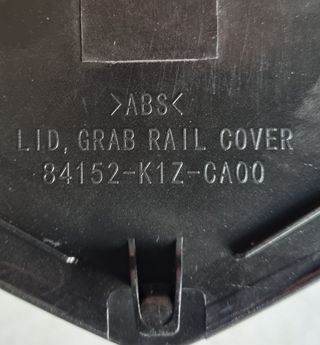 >ABS<
LID, GRAB RAIL COVER
84152-K1Z-CA00